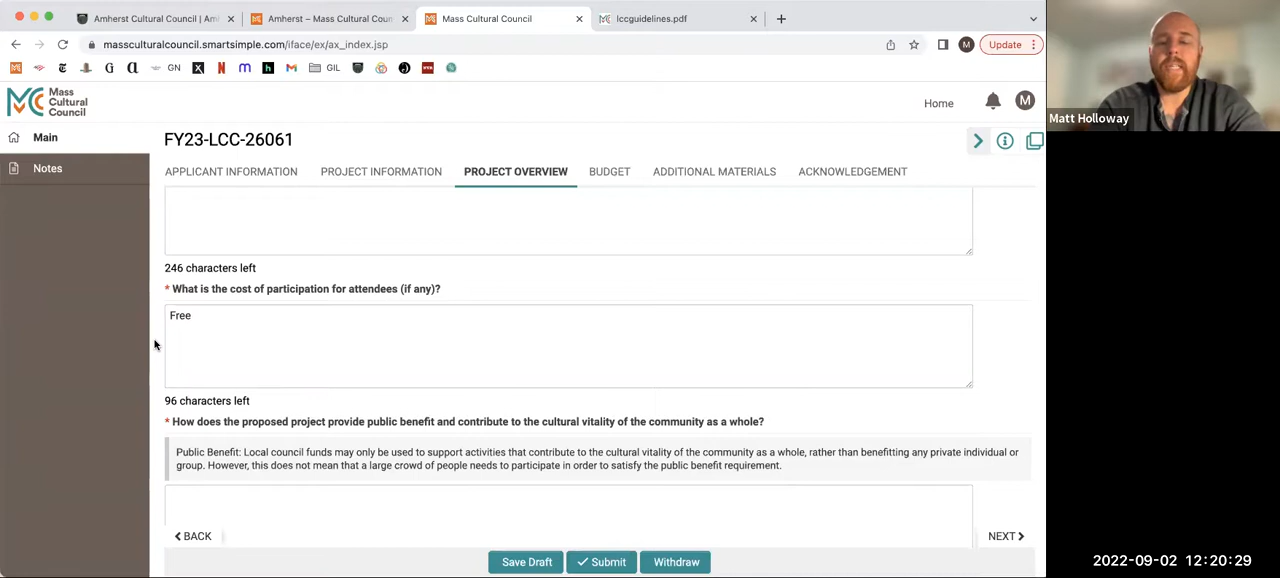 Amherst Cultural Council | Am
Amherst – Mass Cultural Coun
Mass Cultural Council
lccguidelines.pdf
massculturalcouncil.smartsimple.com/iface/ex/ax_index.jsp
M
Update
GN
GIL
Mass
Cultural
Council
Home
M
Matt Holloway
Main
FY23-LCC-26061
Notes
APPLICANT INFORMATION
PROJECT INFORMATION
PROJECT OVERVIEW
BUDGET
ADDITIONAL MATERIALS
ACKNOWLEDGEMENT
246 characters left
* What is the cost of participation for attendees (if any)?
Free
96 characters left
* How does the proposed project provide public benefit and contribute to the cultural vitality of the community as a whole?
Public Benefit: Local council funds may only be used to support activities that contribute to the cultural vitality of the community as a whole, rather than benefitting any private individual or
group. However, this does not mean that a large crowd of people needs to participate in order to satisfy the public benefit requirement.
BACK
NEXT
Save Draft
Submit
Withdraw
2022-09-02 12:20:29